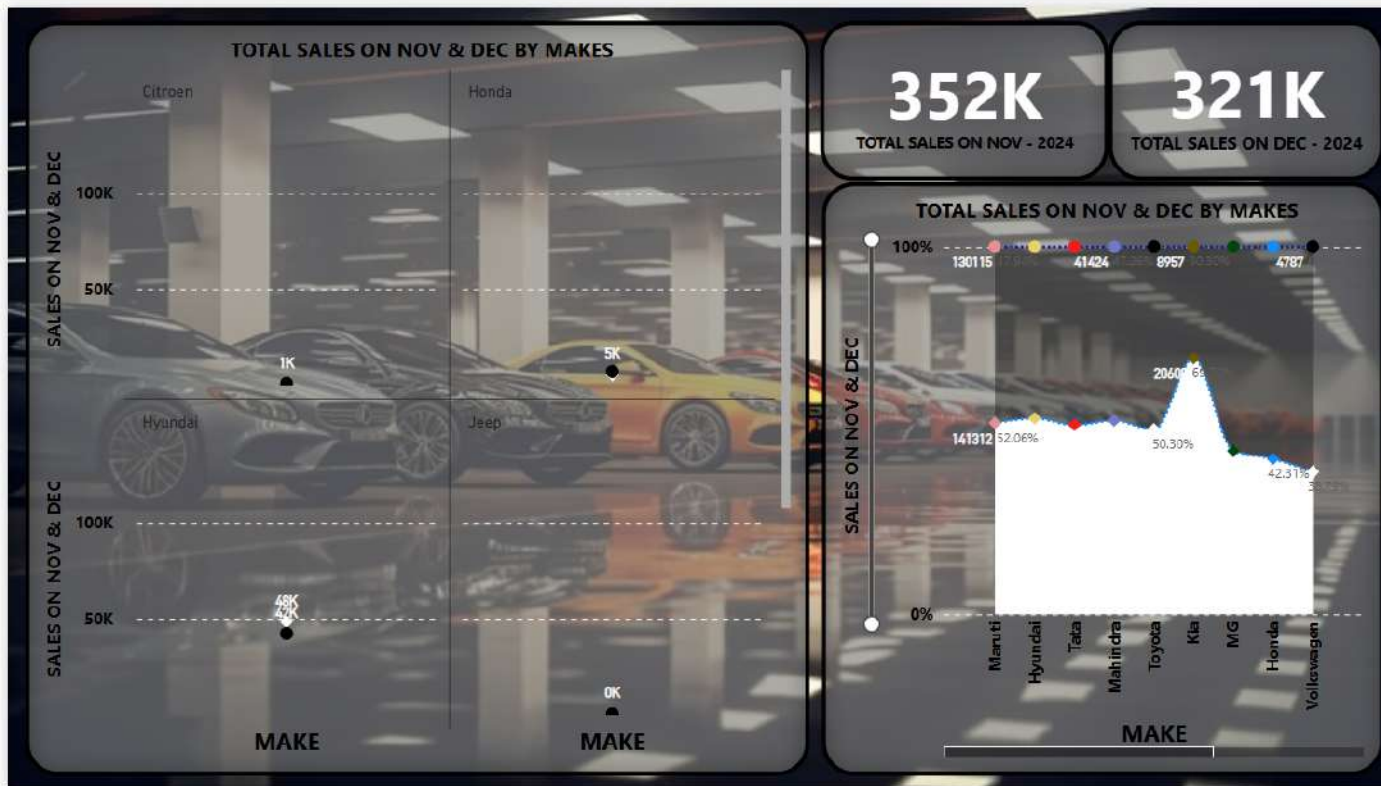 TOTAL SALES ON NOV & DEC BY MAKES
Citroen
Honda
SALES ON NOV & DEC
100K
50K
1K
5K
Hyundai
Jeep
SALES ON NOV & DEC
100K
50K
48K
42K
0K
MAKE
MAKE
352K
TOTAL SALES ON NOV - 2024
321K
TOTAL SALES ON DEC - 2024
TOTAL SALES ON NOV & DEC BY MAKES
SALES ON NOV & DEC
100%
130115
41424
8957
4787
141312
52.06%
50.30%
42.31%
0%
Maruti
Hyundai
Tata
Mahindra
Toyota
Kia
MG
Honda
Volkswagen
MAKE